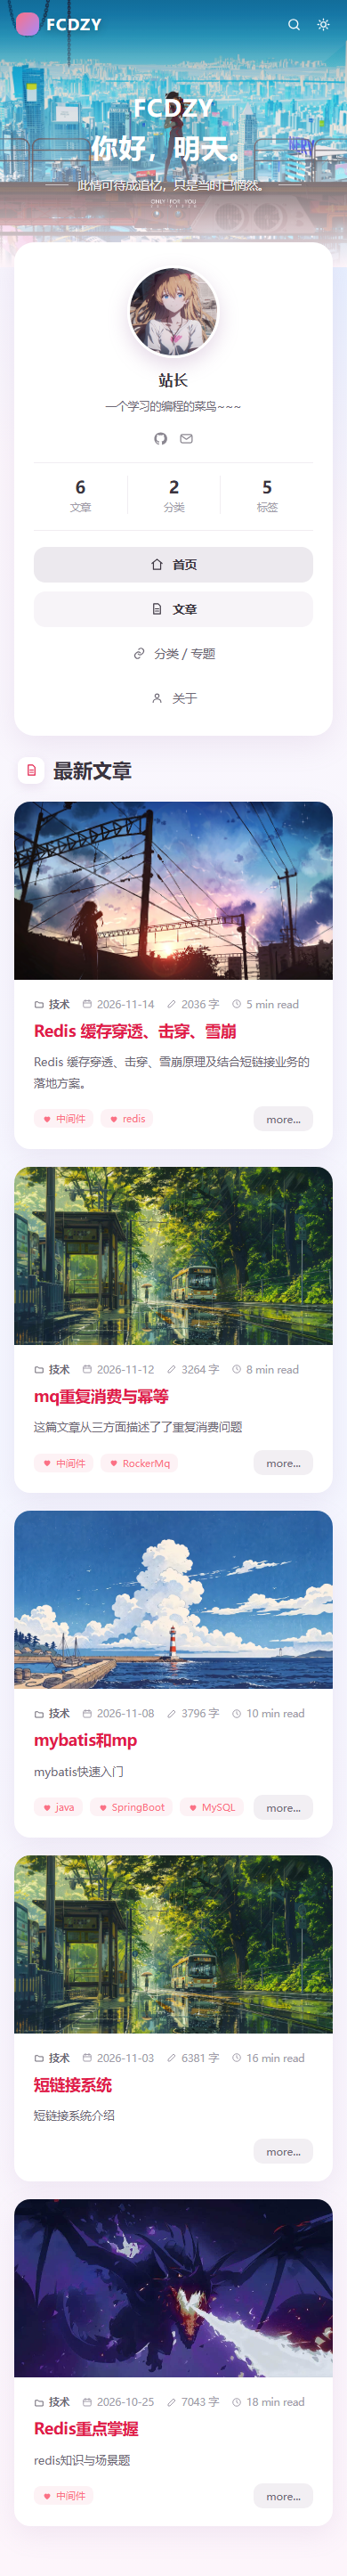 FCDZY
FCDZY
你好，明天。
此情可待成追忆，只是当时已惘然。
ONLY FOR YOU
站长
一个学习的编程的菜鸟~~~
6 2 5
文章 分类 标签
首页
文章
分类 / 专题
关于
最新文章
技术 2026-11-14 2036 字 5 min read
Redis 缓存穿透、击穿、雪崩
Redis 缓存穿透、击穿、雪崩原理及结合短链接业务的
落地方案。
中间件 redis more...
技术 2026-11-12 3264 字 8 min read
mq重复消费与幂等
这篇文章从三方面描述了了重复消费问题
中间件 RockerMq more...
技术 2026-11-08 3796 字 10 min read
mybatis和mp
mybatis快速入门
java SpringBoot MySQL more...
技术 2026-11-03 6381 字 16 min read
短链接系统
短链接系统介绍
more...
技术 2026-10-25 7043 字 18 min read
Redis重点掌握
redis知识与场景题
中间件 more...